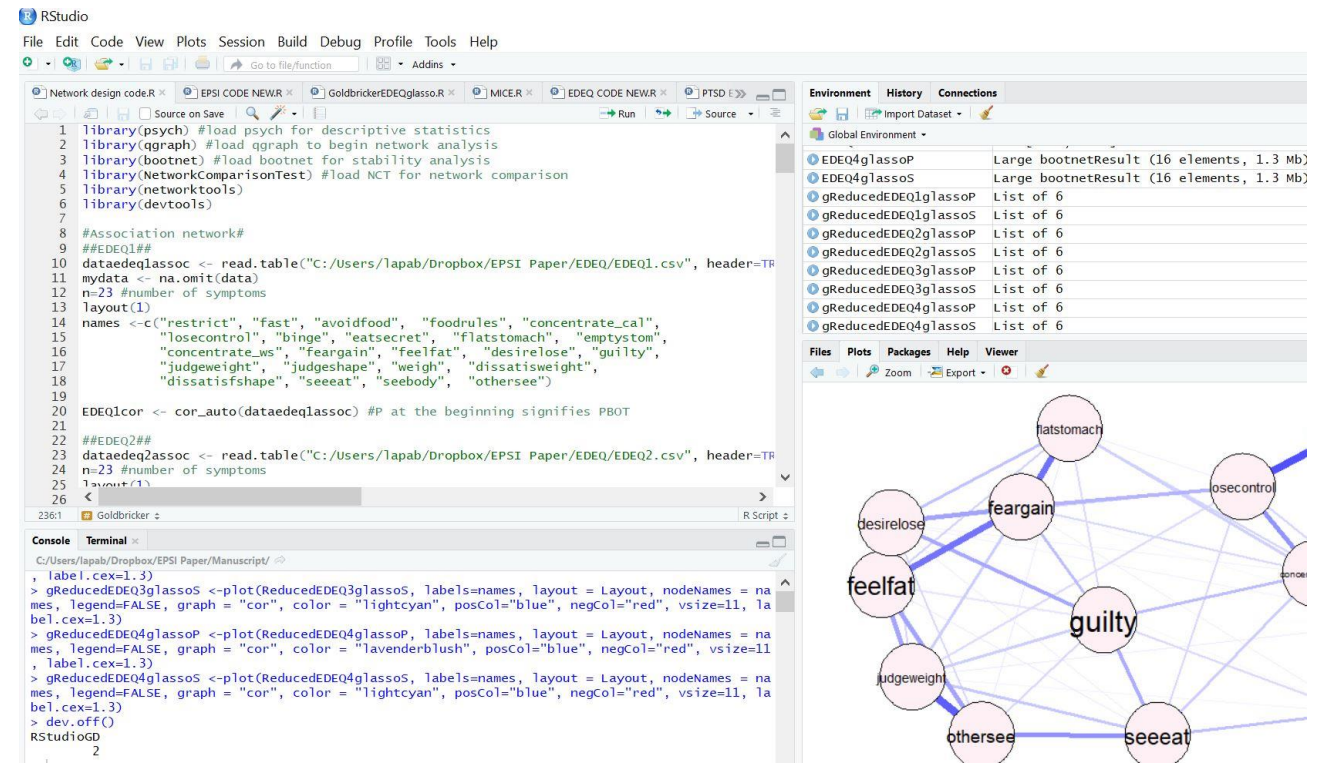 RStudio
File Edit Code View Plots Session Build Debug Profile Tools Help
Go to file/function
Addins
Network design code.R
EPSI CODE NEW.R
GoldbrickerEDEQglasso.R
MICE.R
EDEQ CODE NEW.R
PTSD E
Source on Save
Run
Source
1 library(psych) #load psych for descriptive statistics
2 library(qgraph) #load qgraph to begin network analysis
3 library(bootnet) #load bootnet for stability analysis
4 library(NetworkComparisonTest) #load NCT for network comparison
5 library(networktools)
6 library(devtools)
7
8 #Association network#
9 ##EDEQ1##
10 dataedeq1assoc <- read.table("C:/Users/lapab/Dropbox/EPSI Paper/EDEQ/EDEQ1.csv", header=TR
11 mydata <- na.omit(data)
12 n=23 #number of symptoms
13 layout(1)
14 names <-c("restrict", "fast", "avoidfood", "foodrules", "concentrate_cal",
15 "losecontrol", "binge", "eatsecret", "flatstomach", "emptystom",
16 "concentrate_ws", "feargain", "feelfat", "desirelose", "guilty",
17 "judgeweight", "judgeshape", "weigh", "dissatisweight",
18 "dissatisfshape", "seeeat", "seebody", "othersee")
19
20 EDEQ1cor <- cor_auto(dataedeq1assoc) #P at the beginning signifies PBOT
21
22 ##EDEQ2##
23 dataedeq2assoc <- read.table("C:/Users/lapab/Dropbox/EPSI Paper/EDEQ/EDEQ2.csv", header=TR
24 n=23 #number of symptoms
25 layout(1)
26
236:1 Goldbricker R Script
Console Terminal
C:/Users/lapab/Dropbox/EPSI Paper/Manuscript/
, label.cex=1.3)
> gReducedEDEQ3glassoS <-plot(ReducedEDEQ3glassoS, labels=names, layout = Layout, nodeNames = na
mes, legend=FALSE, graph = "cor", color = "lightcyan", posCol="blue", negCol="red", vsize=11, la
bel.cex=1.3)
> gReducedEDEQ4glassoP <-plot(ReducedEDEQ4glassoP, labels=names, layout = Layout, nodeNames = na
mes, legend=FALSE, graph = "cor", color = "lavenderblush", posCol="blue", negCol="red", vsize=11
, label.cex=1.3)
> gReducedEDEQ4glassoS <-plot(ReducedEDEQ4glassoS, labels=names, layout = Layout, nodeNames = na
mes, legend=FALSE, graph = "cor", color = "lightcyan", posCol="blue", negCol="red", vsize=11, la
bel.cex=1.3)
> dev.off()
RStudioGD
2
Environment History Connections
Import Dataset
Global Environment
EDEQ4glassoP Large bootnetResult (16 elements, 1.3 Mb)
EDEQ4glassoS Large bootnetResult (16 elements, 1.3 Mb)
gReducedEDEQ1glassoP List of 6
gReducedEDEQ1glassoS List of 6
gReducedEDEQ2glassoP List of 6
gReducedEDEQ2glassoS List of 6
gReducedEDEQ3glassoP List of 6
gReducedEDEQ3glassoS List of 6
gReducedEDEQ4glassoP List of 6
gReducedEDEQ4glassoS List of 6
Files Plots Packages Help Viewer
Zoom Export
flatstomach
losecontrol
feargain
desirelose
feelfat
concer
guilty
judgeweight
othersee
seeeat